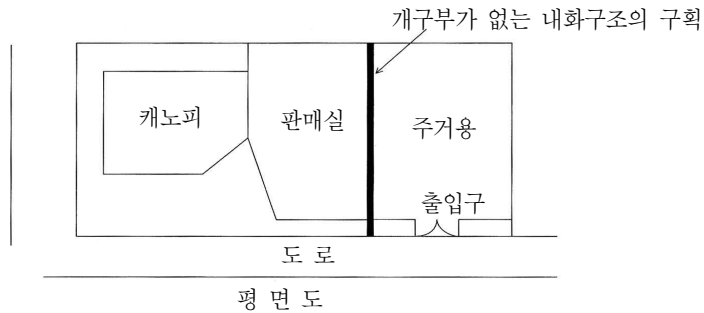 개구부가 없는 내화구조의 구획
캐노피
판매실
주거용
출입구
도 로
평 면 도